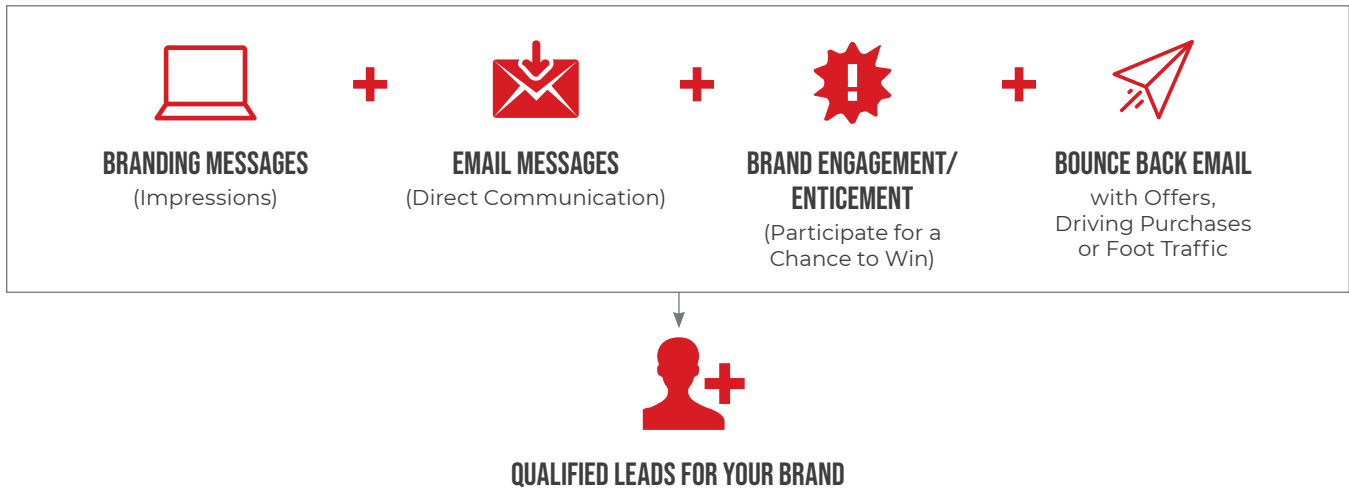 BRANDING MESSAGES
(Impressions)
EMAIL MESSAGES
(Direct Communication)
BRAND ENGAGEMENT/
ENTICEMENT
(Participate for a
Chance to Win)
BOUNCE BACK EMAIL
with Offers,
Driving Purchases
or Foot Traffic
QUALIFIED LEADS FOR YOUR BRAND